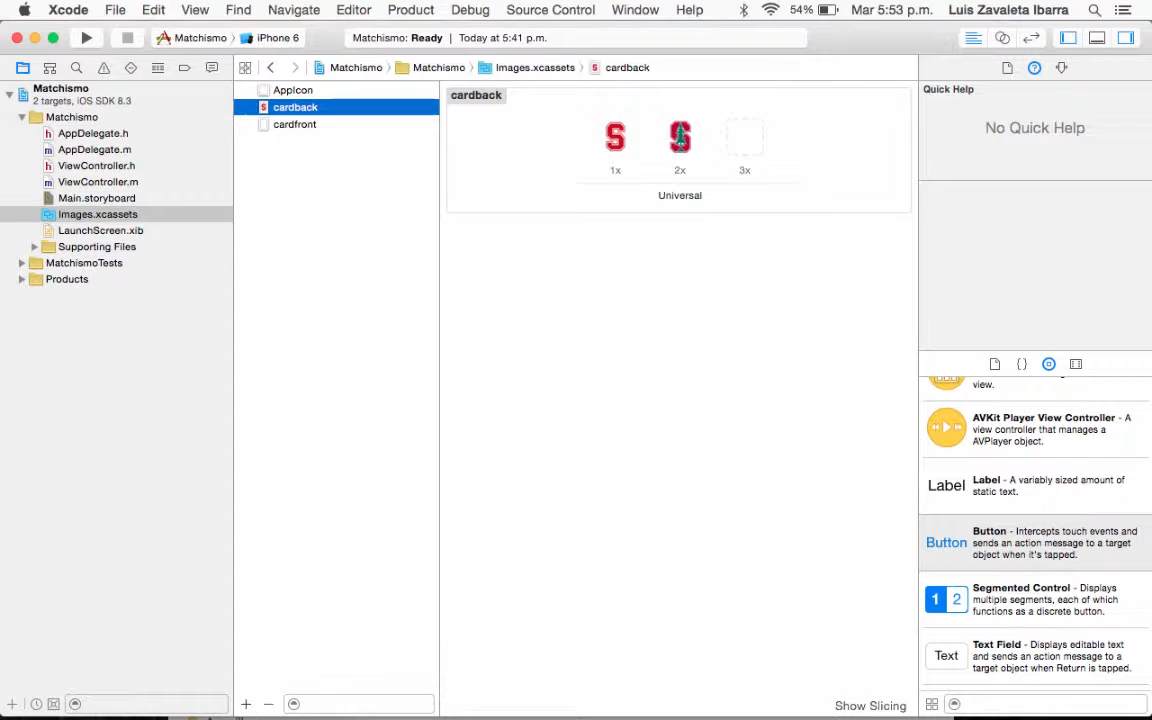 Xcode File Edit View Find Navigate Editor Product Debug Source Control Window Help 54% Mar 5:53 p.m. Luis Zavaleta Ibarra
Matchismo iPhone 6 Matchismo: Ready Today at 5:41 p.m.
Matchismo Matchismo Images.xcassets cardback
Matchismo
2 targets, iOS SDK 8.3
Matchismo
h AppDelegate.h
m AppDelegate.m
h ViewController.h
m ViewController.m
Main.storyboard
Images.xcassets
LaunchScreen.xib
Supporting Files
MatchismoTests
Products
AppIcon
S cardback
cardfront
cardback
S S
1x 2x 3x
Universal
Show Slicing
Quick Help
No Quick Help
view.
AVKit Player View Controller - A
view controller that manages a
AVPlayer object.
Label Label - A variably sized amount of
static text.
Button Button - Intercepts touch events and
sends an action message to a target
object when it's tapped.
1 2 Segmented Control - Displays
multiple segments, each of which
functions as a discrete button.
Text Text Field - Displays editable text
and sends an action message to a
target object when Return is tapped.